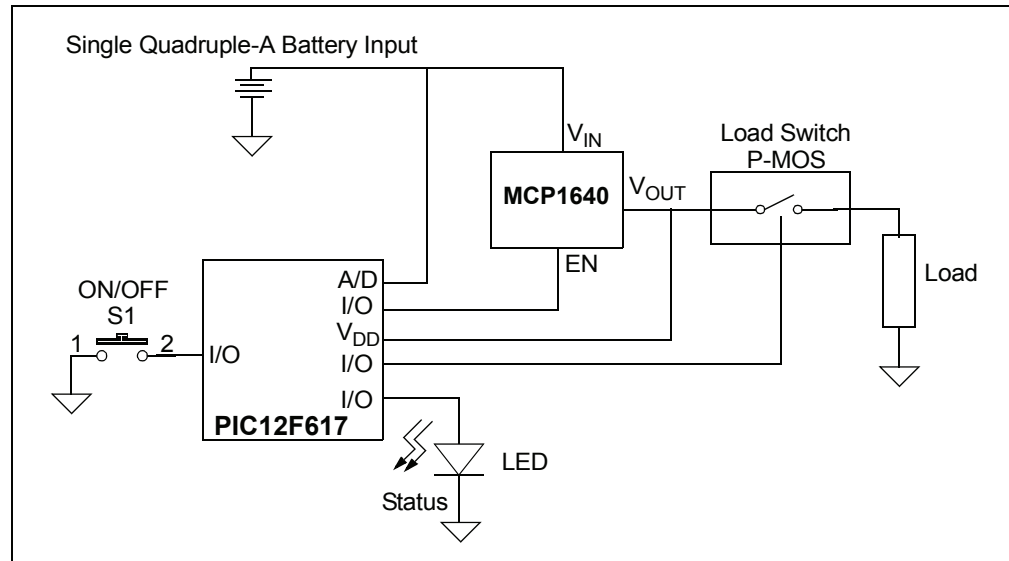 Single Quadruple-A Battery Input
VIN
Load Switch
P-MOS
MCP1640
VOUT
EN
Load
ON/OFF
S1
1
2
I/O
A/D
I/O
VDD
I/O
I/O
PIC12F617
LED
Status